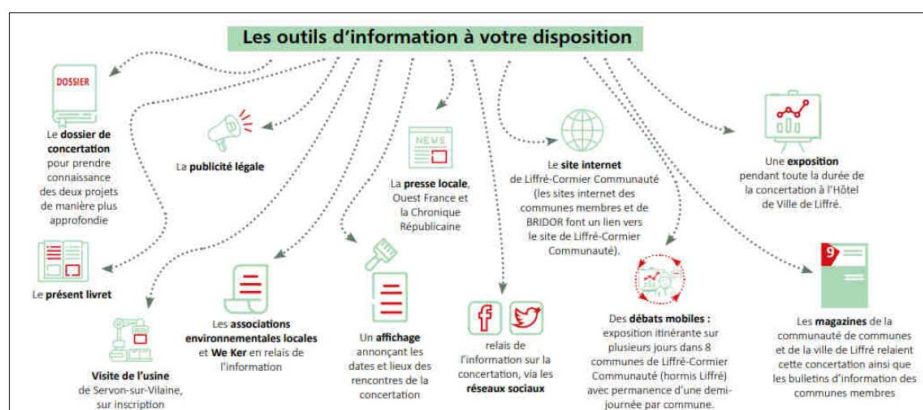 Les outils d'information à votre disposition
DOSSIER
Le dossier de
concertation
pour prendre
connaissance
des deux projets
de manière plus
approfondie
La publicité légale
NEWS
La presse locale,
Ouest France et
la Chronique
Républicaine
Le site internet
de Liffré-Cormier Communauté
(les sites internet des
communes membres et de
BRIDOR font un lien vers
le site de Liffré-Cormier
Communauté).
Une exposition
pendant toute la durée de
la concertation à l'Hôtel
de Ville de Liffré.
Le présent livret
Visite de l'usine
de Servon-sur-Vilaine,
sur inscription
Les associations
environnementales locales
et We Ker en relais de
l'information
Un affichage
annonçant les
dates et lieux des
rencontres de la
concertation
f
relais de
l'information sur la
concertation, via les
réseaux sociaux
Des débats mobiles :
exposition itinérante sur
plusieurs jours dans 8
communes de Liffré-Cormier
Communauté (hormis Liffré)
avec permanence d'une demi-
journée par commune.
9
Les magazines de la
communauté de communes
et de la ville de Liffré relaient
cette concertation ainsi que
les bulletins d'information des
communes membres